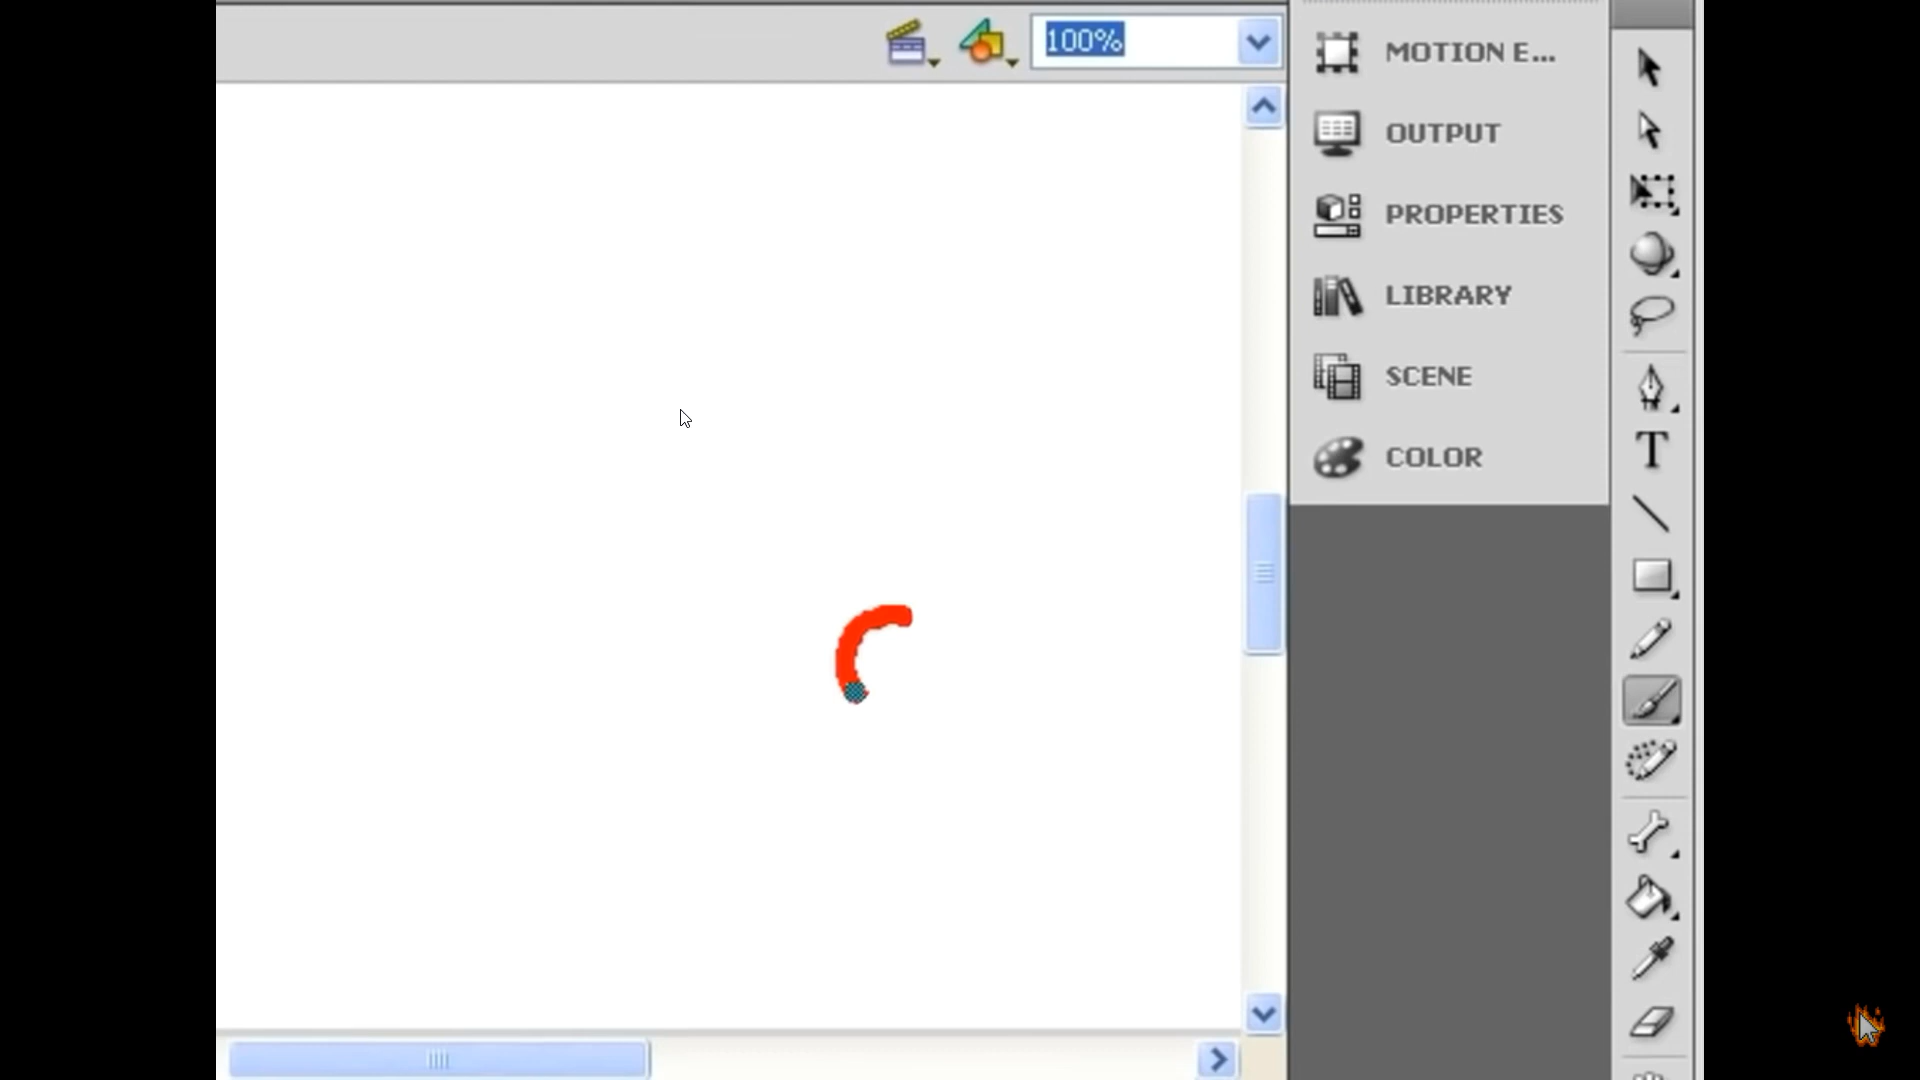 100%
MOTION E...
OUTPUT
PROPERTIES
LIBRARY
SCENE
COLOR
T